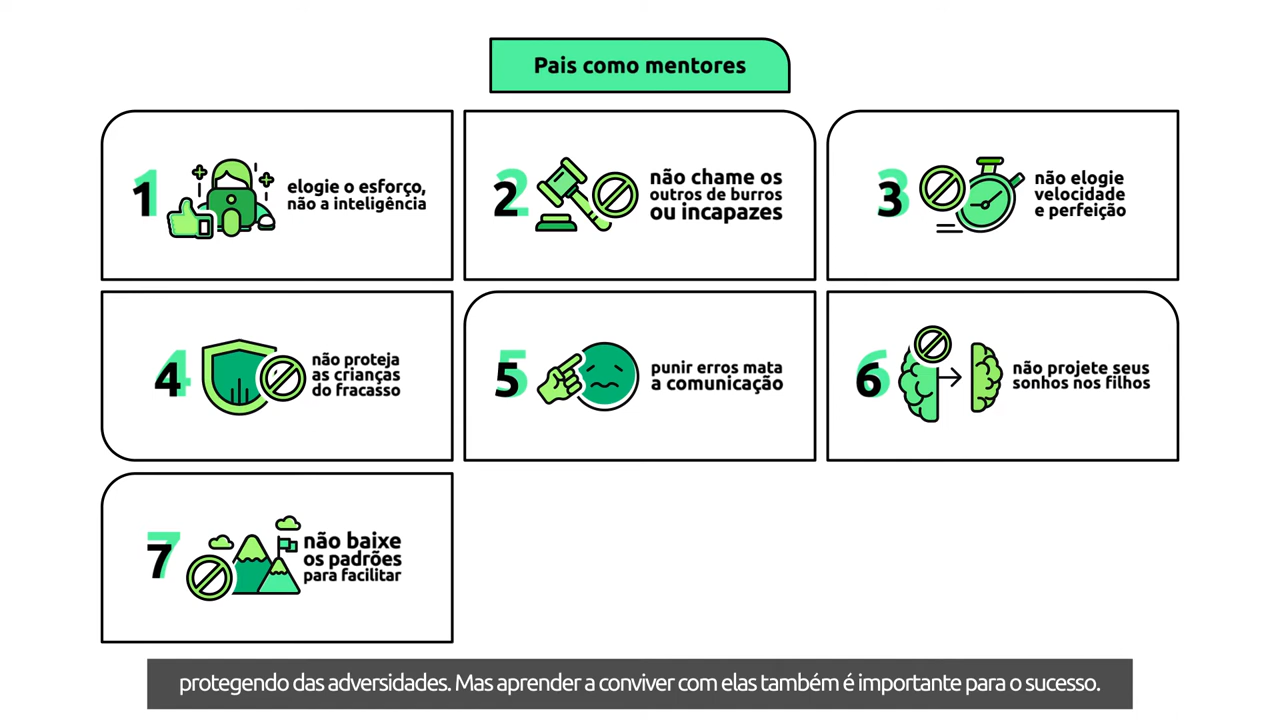 Pais como mentores
1
elogie o esforço,
não a inteligência
2
não chame os
outros de burros
ou incapazes
3
não elogie
velocidade
e perfeição
4
não proteja
as crianças
do fracasso
5
punir erros mata
a comunicação
6
não projete seus
sonhos nos filhos
7
não baixe
os padrões
para facilitar
protegendo das adversidades. Mas aprender a conviver com elas também é importante para o sucesso.